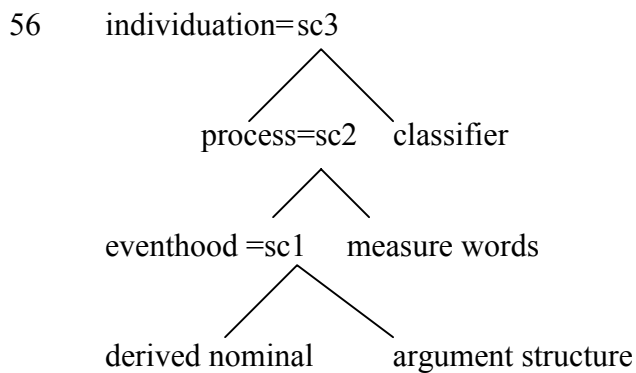 56 individuation=sc3
process=sc2 classifier
eventhood =sc1 measure words
derived nominal argument structure